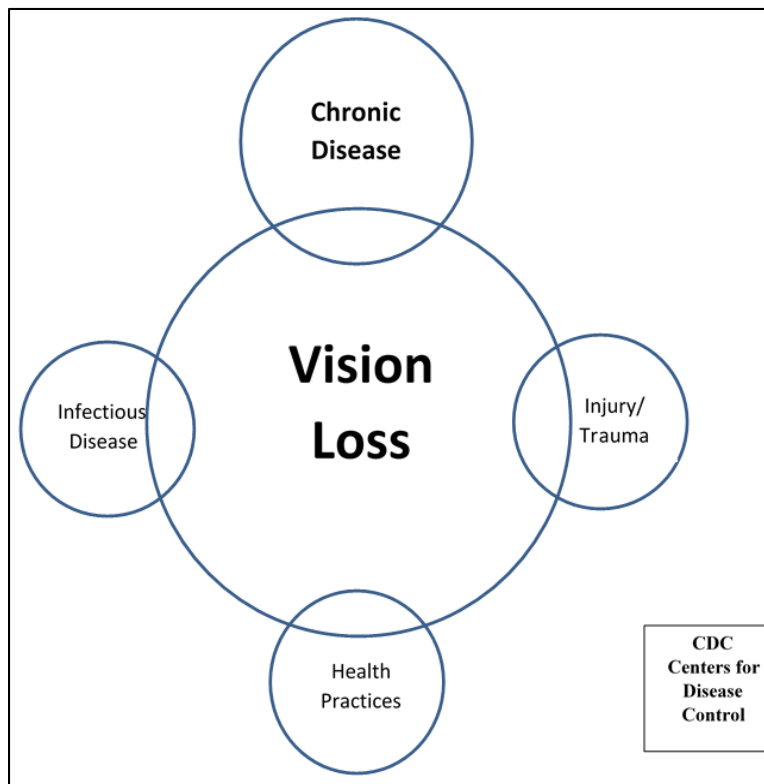 Chronic
Disease
Vision
Loss
Infectious
Disease
Injury/
Trauma
Health
Practices
CDC
Centers for
Disease
Control